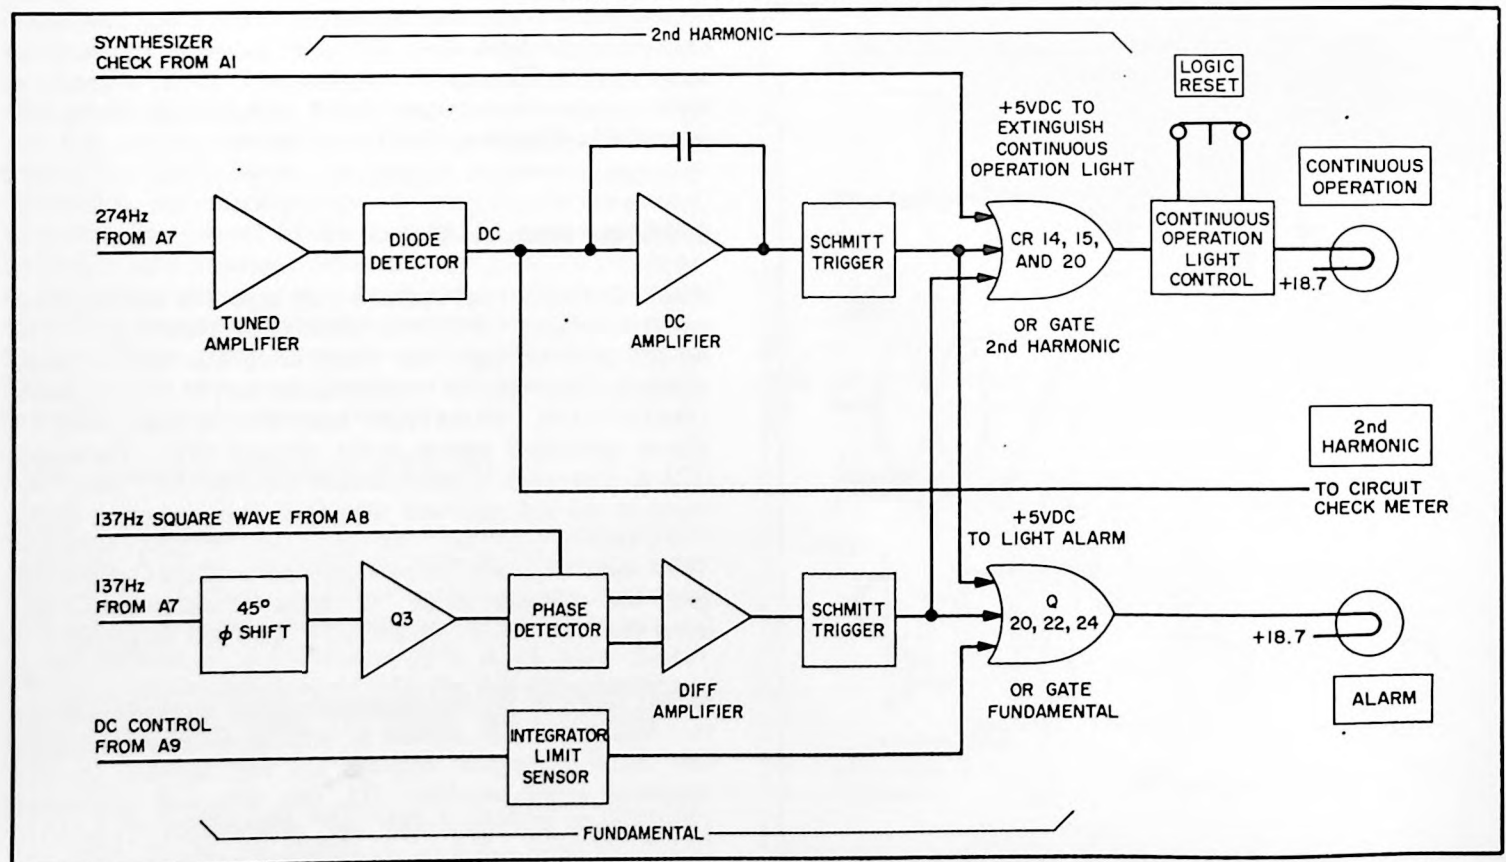 SYNTHESIZER
CHECK FROM A1
2nd HARMONIC
LOGIC
RESET
+5VDC TO
EXTINGUISH
CONTINUOUS
OPERATION LIGHT
CONTINUOUS
OPERATION
274Hz
FROM A7
TUNED
AMPLIFIER
DIODE
DETECTOR
DC
DC
AMPLIFIER
SCHMITT
TRIGGER
CR 14, 15,
AND 20
OR GATE
2nd HARMONIC
CONTINUOUS
OPERATION
LIGHT
CONTROL
+18.7
2nd
HARMONIC
TO CIRCUIT
CHECK METER
137Hz SQUARE WAVE FROM A8
137Hz
FROM A7
45°
φ SHIFT
Q3
PHASE
DETECTOR
DIFF
AMPLIFIER
SCHMITT
TRIGGER
+5VDC
TO LIGHT ALARM
Q
20, 22, 24
OR GATE
FUNDAMENTAL
+18.7
ALARM
DC CONTROL
FROM A9
INTEGRATOR
LIMIT
SENSOR
FUNDAMENTAL